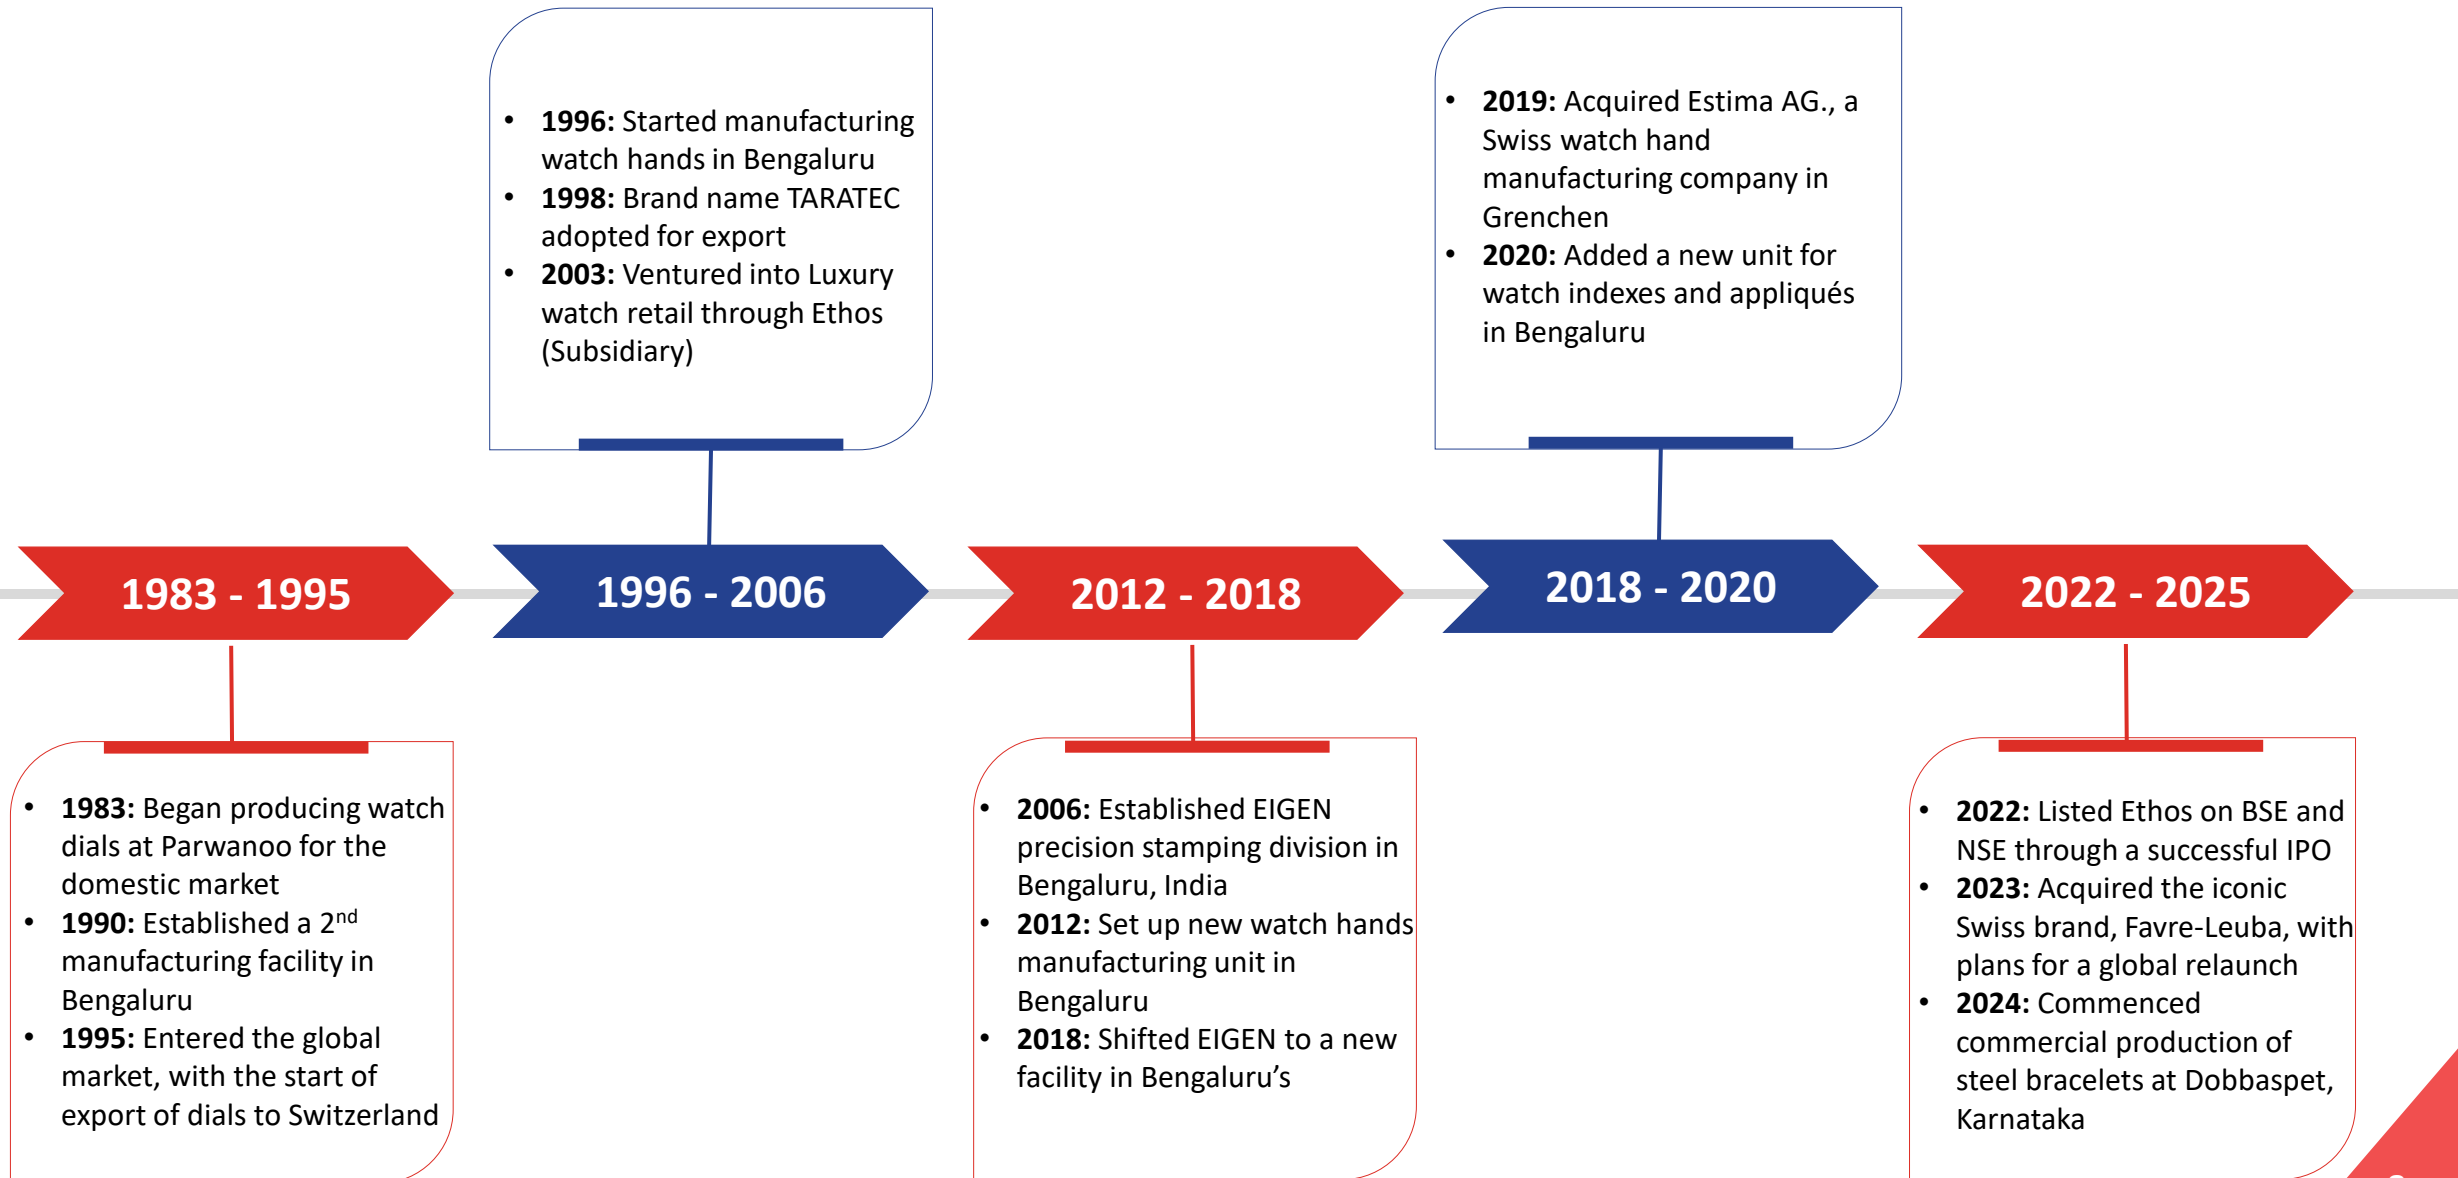 • 1996: Started manufacturing
watch hands in Bengaluru
• 1998: Brand name TARATEC
adopted for export
• 2003: Ventured into Luxury
watch retail through Ethos
(Subsidiary)
• 2019: Acquired Estima AG., a
Swiss watch hand
manufacturing company in
Grenchen
• 2020: Added a new unit for
watch indexes and appliqués
in Bengaluru
1983 - 1995
1996 - 2006
2012 - 2018
2018 - 2020
2022 - 2025
• 1983: Began producing watch
dials at Parwanoo for the
domestic market
• 1990: Established a 2nd
manufacturing facility in
Bengaluru
• 1995: Entered the global
market, with the start of
export of dials to Switzerland
• 2006: Established EIGEN
precision stamping division in
Bengaluru, India
• 2012: Set up new watch hands
manufacturing unit in
Bengaluru
• 2018: Shifted EIGEN to a new
facility in Bengaluru’s
• 2022: Listed Ethos on BSE and
NSE through a successful IPO
• 2023: Acquired the iconic
Swiss brand, Favre-Leuba, with
plans for a global relaunch
• 2024: Commenced
commercial production of
steel bracelets at Dobbaspet,
Karnataka